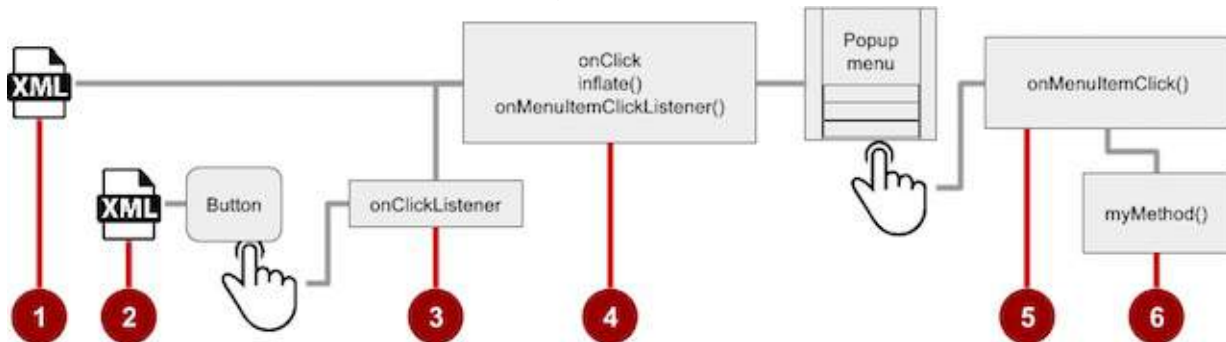 XML
onClick
inflate()
onMenuItemClickListener()
Popup
menu
onMenuItemClick()
XML
Button
onClickListener
myMethod()
1
2
3
4
5
6